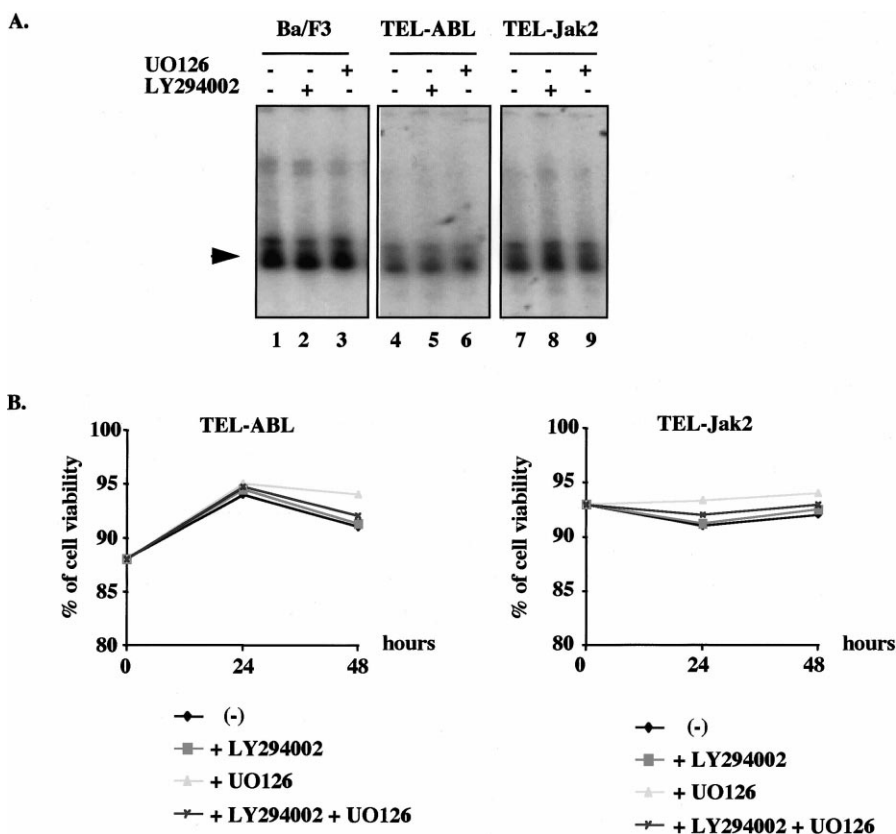 A.
Ba/F3 TEL-ABL TEL-Jak2
UO126 - - + - - + - - +
LY294002 - + - - + - - + -
1 2 3 4 5 6 7 8 9
B.
TEL-ABL
% of cell viability
100
95
90
85
80
0 24 48
hours
(-)
+ LY294002
+ UO126
+ LY294002 + UO126
TEL-Jak2
% of cell viability
100
95
90
85
80
0 24 48
hours
(-)
+ LY294002
+ UO126
+ LY294002 + UO126